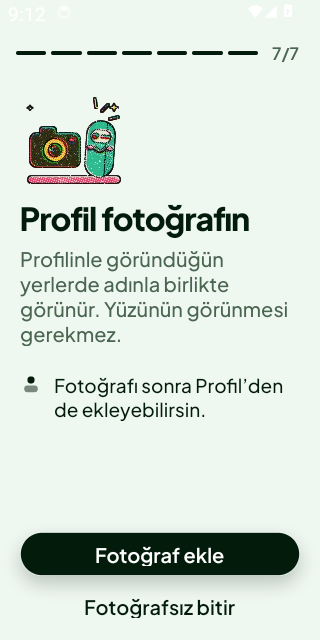 9:12
7/7
Profil fotoğrafın
Profilinle göründüğün
yerlerde adınla birlikte
görünür. Yüzünün görünmesi
gerekmez.
Fotoğrafı sonra Profil’den
de ekleyebilirsin.
Fotoğraf ekle
Fotoğrafsız bitir